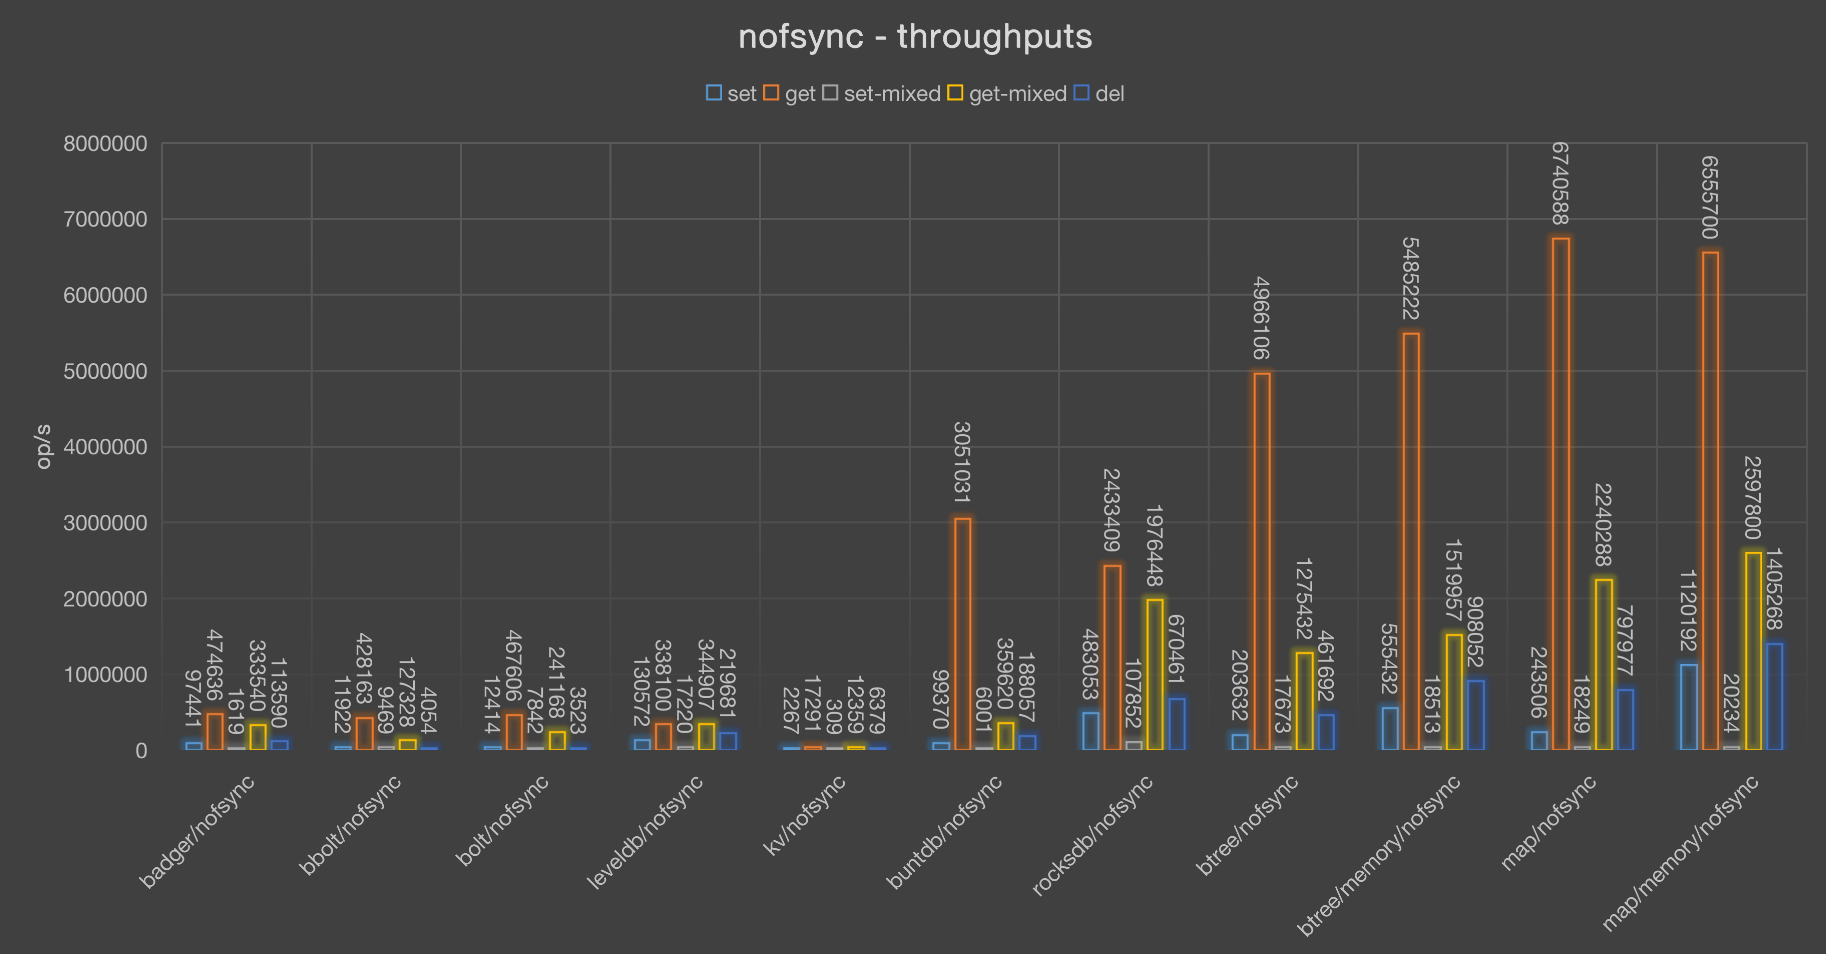 nofsync - throughputs
set get set-mixed get-mixed del
op/s
8000000
7000000
6000000
5000000
4000000
3000000
2000000
1000000
0
97441 474636 1619 333540 113590
11922 428163 9469 127328 4054
12414 467606 7842 241168 3523
130572 338100 17220 344907 219681
2267 17291 309 12359 6379
99370 3051031 6001 359620 188057
483053 2433409 107852 1976448 670461
203632 4966106 17673 1275432 461692
555432 5485222 18513 1519957 908052
243506 6740588 18249 2240288 797977
1120192 6555700 20234 2597800 1405268
badger/nofsync
bbolt/nofsync
bolt/nofsync
leveldb/nofsync
kv/nofsync
buntdb/nofsync
rocksdb/nofsync
btree/nofsync
btree/memory/nofsync
map/nofsync
map/memory/nofsync